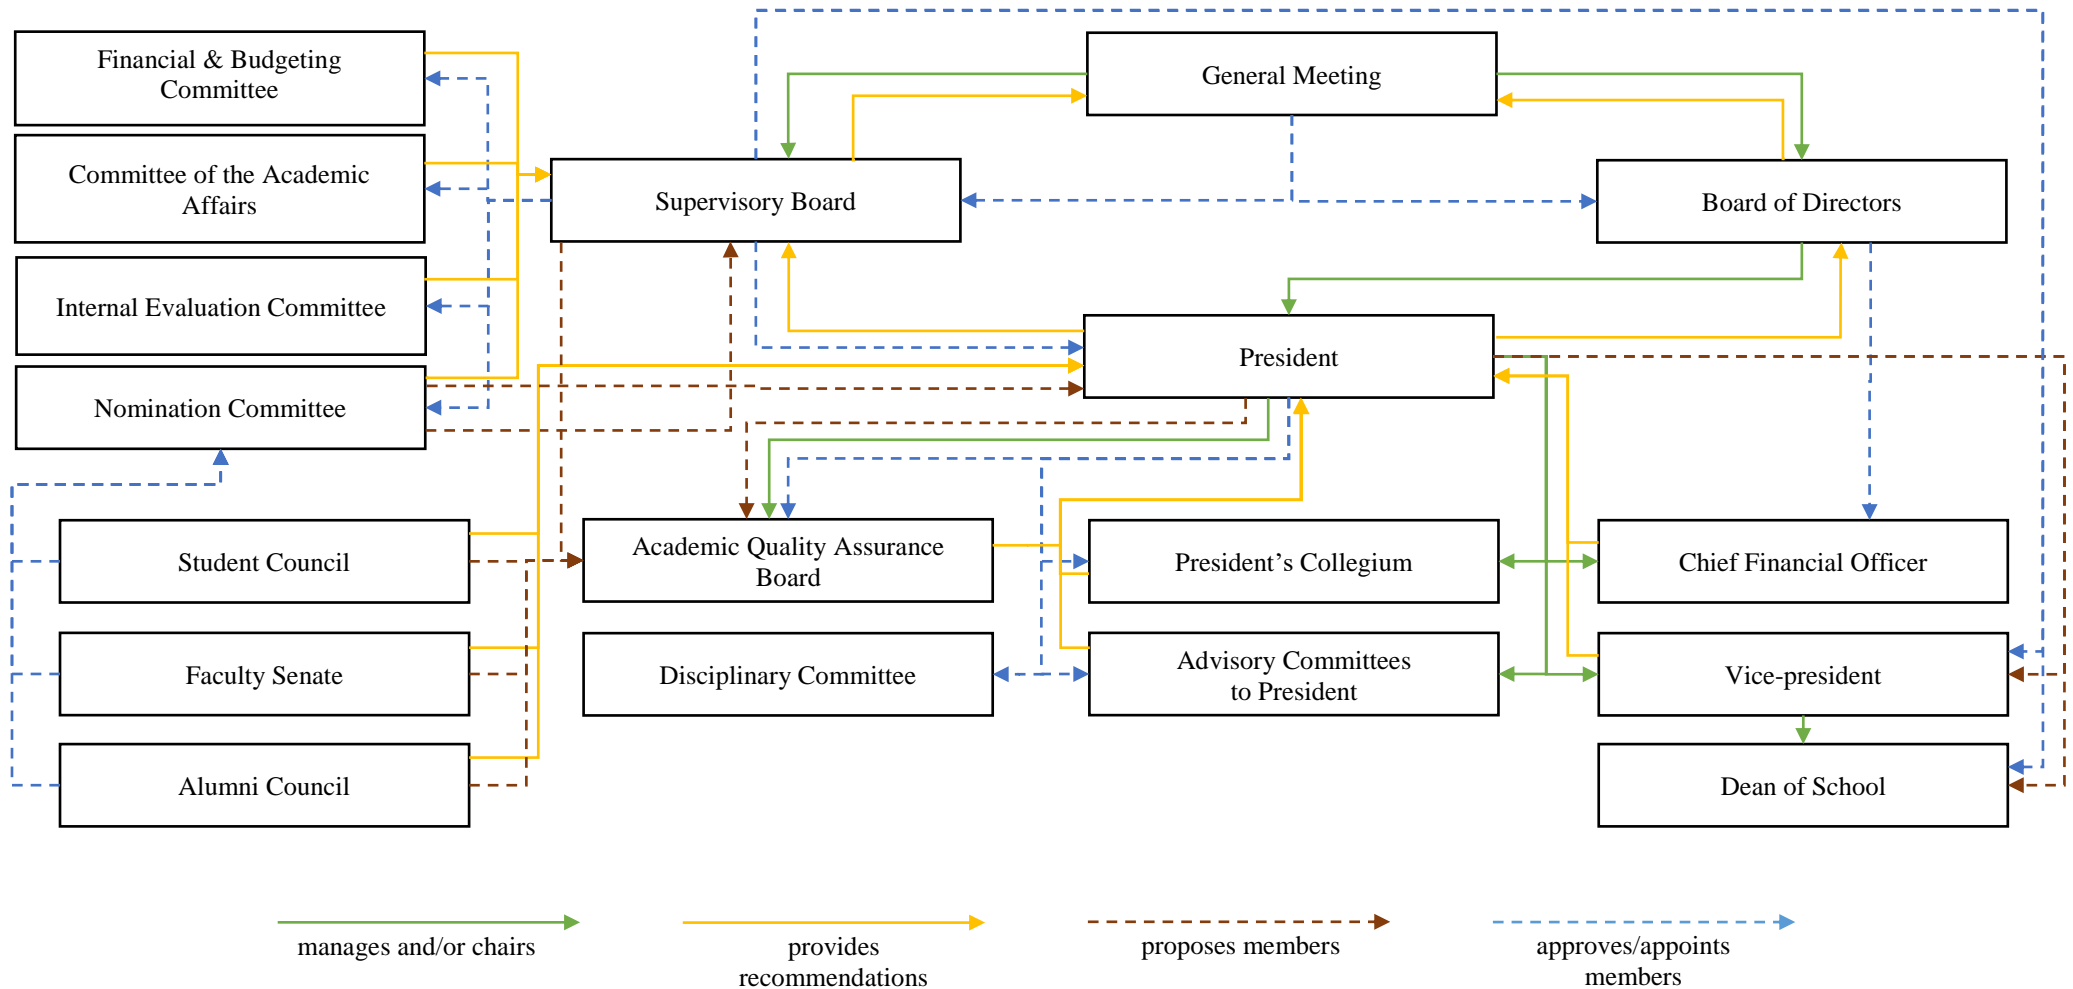 Financial & Budgeting
Committee
General Meeting
Committee of the Academic
Affairs
Supervisory Board
Board of Directors
Internal Evaluation Committee
President
Nomination Committee
Student Council
Academic Quality Assurance
Board
President’s Collegium
Chief Financial Officer
Faculty Senate
Disciplinary Committee
Advisory Committees
to President
Vice-president
Alumni Council
Dean of School
manages and/or chairs
provides
recommendations
proposes members
approves/appoints
members